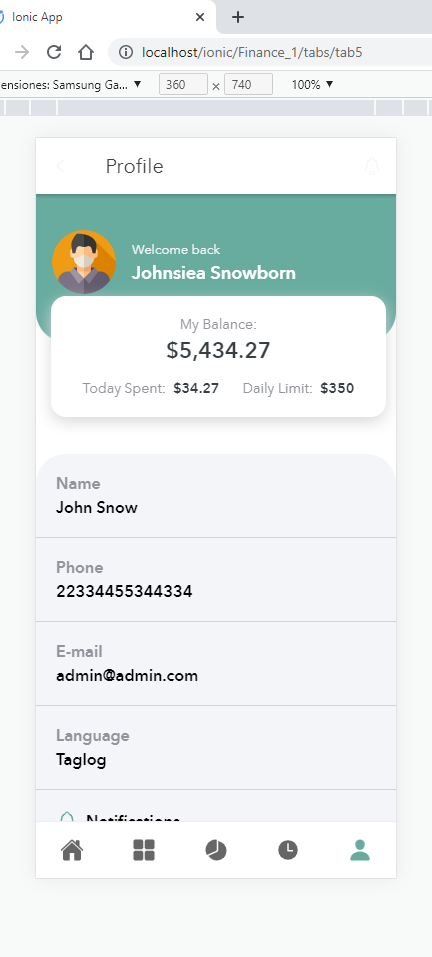 Ionic App
localhost/ionic/Finance_1/tabs/tab5
ensiones: Samsung Ga...
360 × 740
100%
Profile
Welcome back
Johnsiea Snowborn
My Balance:
$5,434.27
Today Spent: $34.27 Daily Limit: $350
Name
John Snow
Phone
22334455344334
E-mail
admin@admin.com
Language
Taglog
Notifications